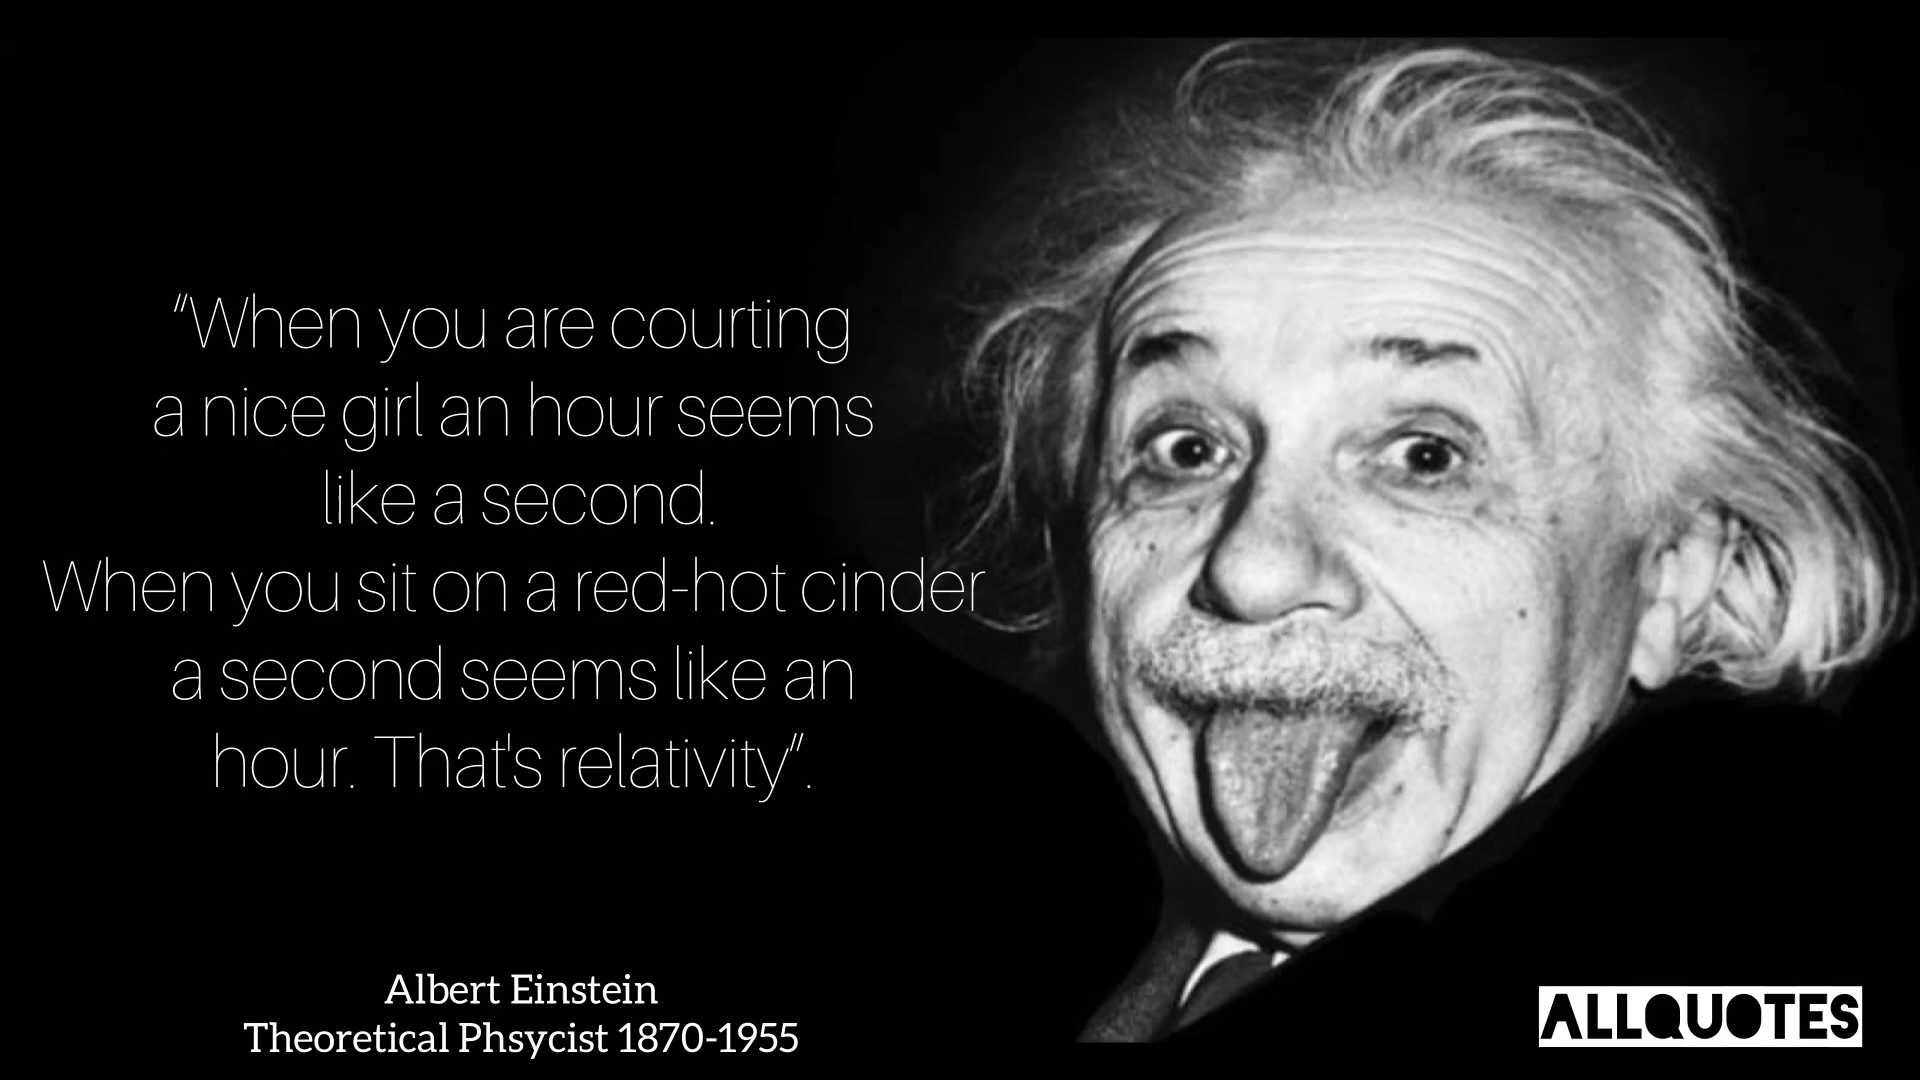 “When you are courting
a nice girl an hour seems
like a second.
When you sit on a red-hot cinder
a second seems like an
hour. That's relativity”.
Albert Einstein
Theoretical Phsycist 1870-1955
ALLQUOTES